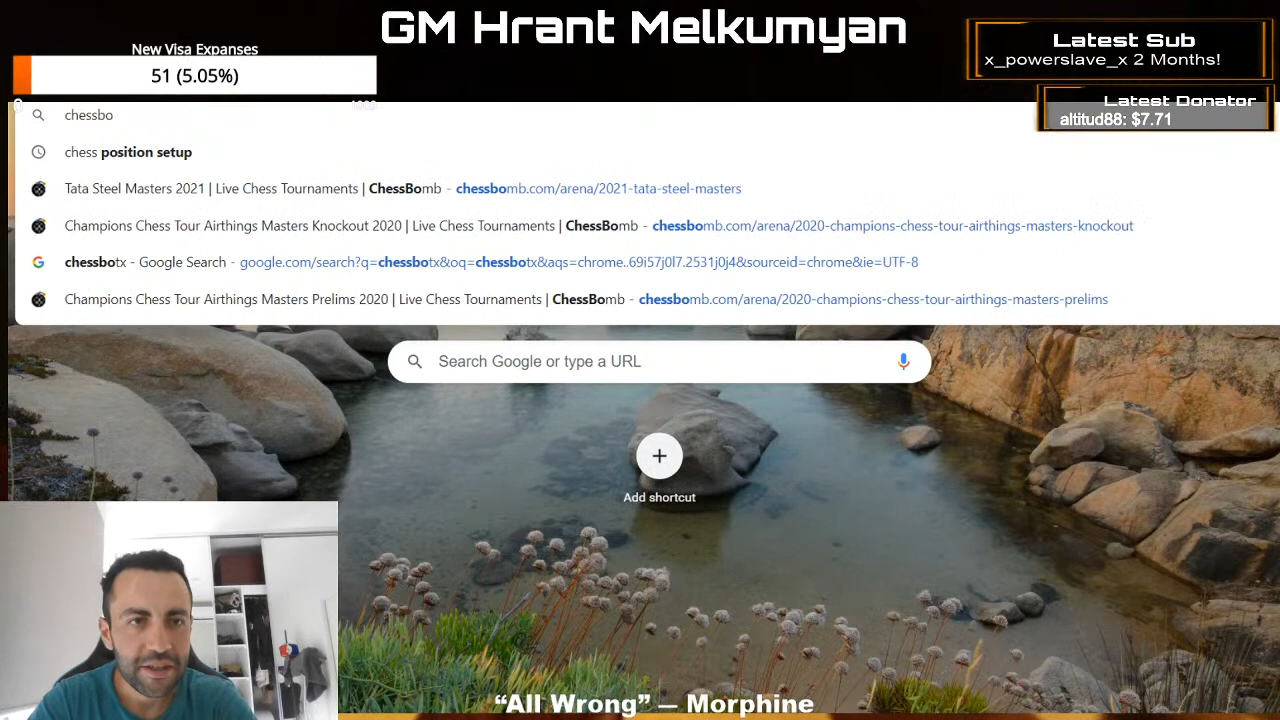 GM Hrant Melkumyan
New Visa Expanses
51 (5.05%)
0
1000
Latest Sub
x_powerslave_x 2 Months!
Latest Donator
altitud88: $7.71
chessbo
chess position setup
Tata Steel Masters 2021 | Live Chess Tournaments | ChessBomb - chessbomb.com/arena/2021-tata-steel-masters
Champions Chess Tour Airthings Masters Knockout 2020 | Live Chess Tournaments | ChessBomb - chessbomb.com/arena/2020-champions-chess-tour-airthings-masters-knockout
chessbotx - Google Search - google.com/search?q=chessbotx&oq=chessbotx&aqs=chrome..69i57j0l7.2531j0j4&sourceid=chrome&ie=UTF-8
Champions Chess Tour Airthings Masters Prelims 2020 | Live Chess Tournaments | ChessBomb - chessbomb.com/arena/2020-champions-chess-tour-airthings-masters-prelims
Search Google or type a URL
Add shortcut
“All Wrong” — Morphine